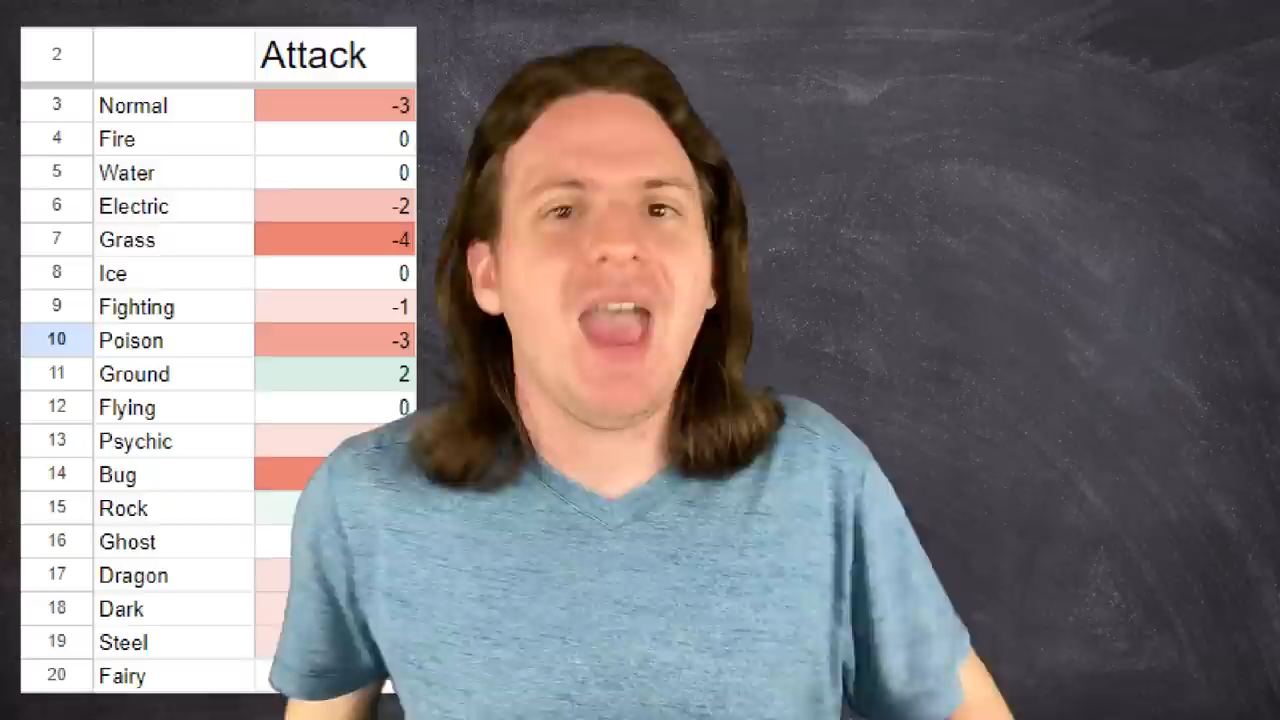 2 Attack
3 Normal -3
4 Fire 0
5 Water 0
6 Electric -2
7 Grass -4
8 Ice 0
9 Fighting -1
10 Poison -3
11 Ground 2
12 Flying 0
13 Psychic
14 Bug
15 Rock
16 Ghost
17 Dragon
18 Dark
19 Steel
20 Fairy